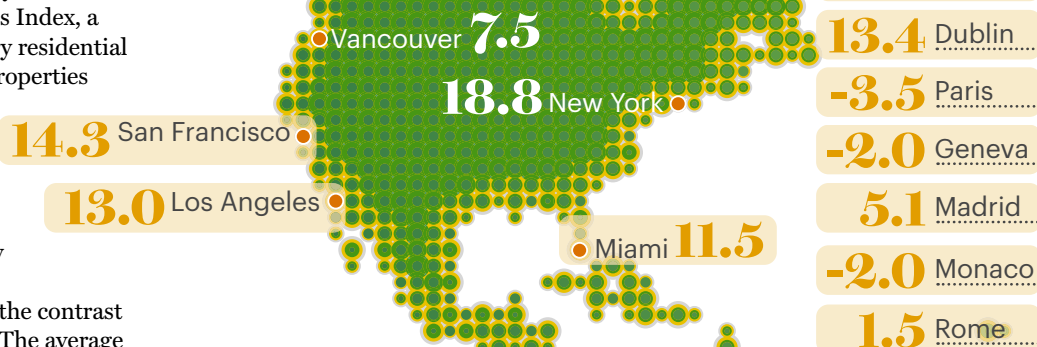 s Index, a
y residential
roperties
Vancouver 7.5
18.8 New York
14.3 San Francisco
13.0 Los Angeles
Miami 11.5
the contrast
The average
13.4 Dublin
-3.5 Paris
-2.0 Geneva
5.1 Madrid
-2.0 Monaco
1.5 Rome